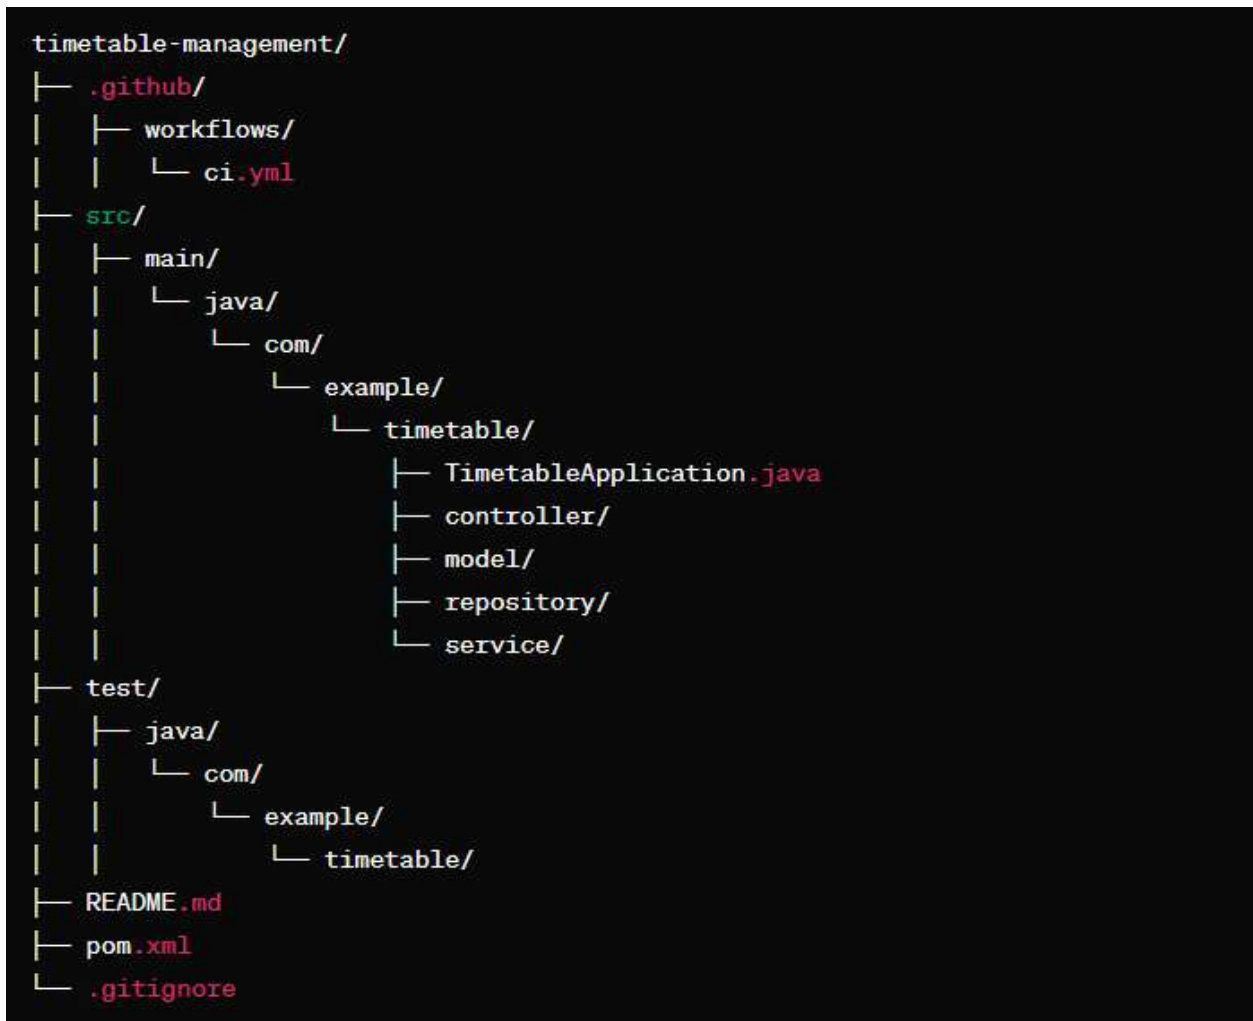 timetable-management/
├── .github/
│   ├── workflows/
│   │   └── ci.yml
├── src/
│   ├── main/
│   │   └── java/
│   │       └── com/
│   │           └── example/
│   │               └── timetable/
│   │                   ├── TimetableApplication.java
│   │                   ├── controller/
│   │                   ├── model/
│   │                   ├── repository/
│   │                   └── service/
├── test/
│   ├── java/
│   │   └── com/
│   │       └── example/
│   │           └── timetable/
├── README.md
├── pom.xml
└── .gitignore